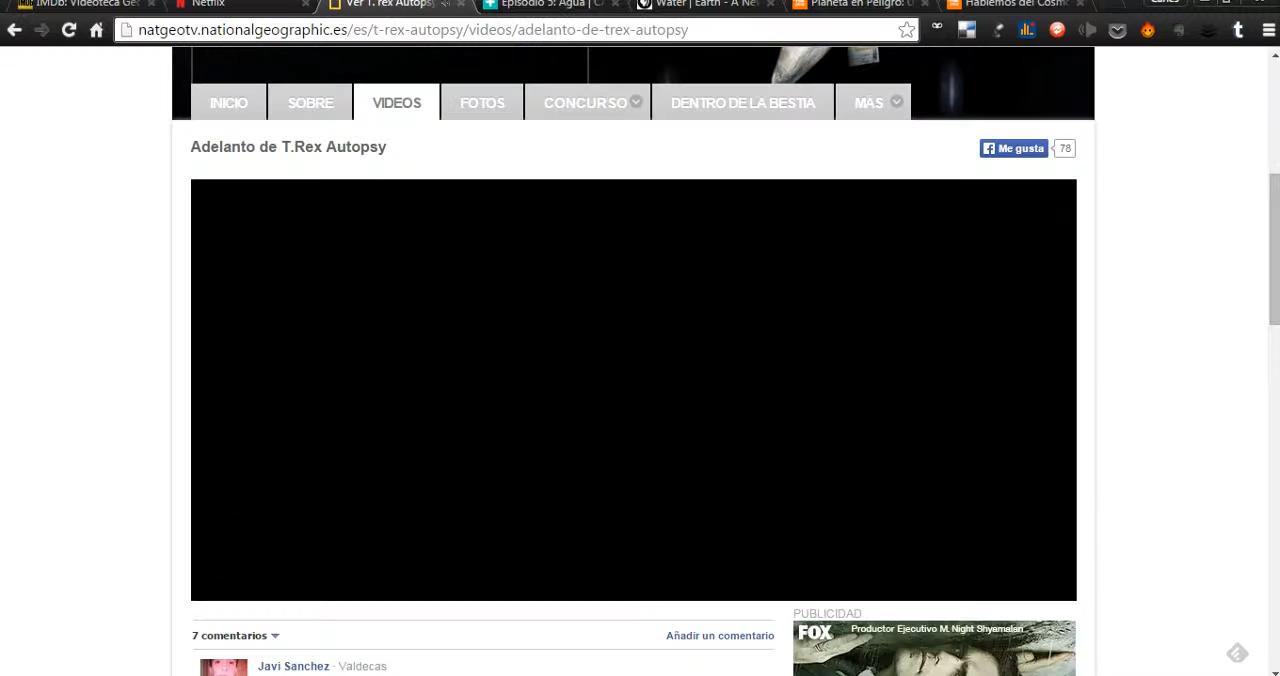 IMDb: Videoteca Geo
Netflix
Ver T. rex Autopsy
Episodio 5: Agua | C
Water | Earth - A Ne
Planeta en Peligro: 
Hablemos del Cosm
natgeotv.nationalgeographic.es/es/t-rex-autopsy/videos/adelanto-de-trex-autopsy
INICIO SOBRE VIDEOS FOTOS CONCURSO DENTRO DE LA BESTIA MÁS
Adelanto de T.Rex Autopsy
Me gusta 78
PUBLICIDAD
7 comentarios
Añadir un comentario
FOX Productor Ejecutivo M. Night Shyamalan
Javi Sanchez · Valdecas